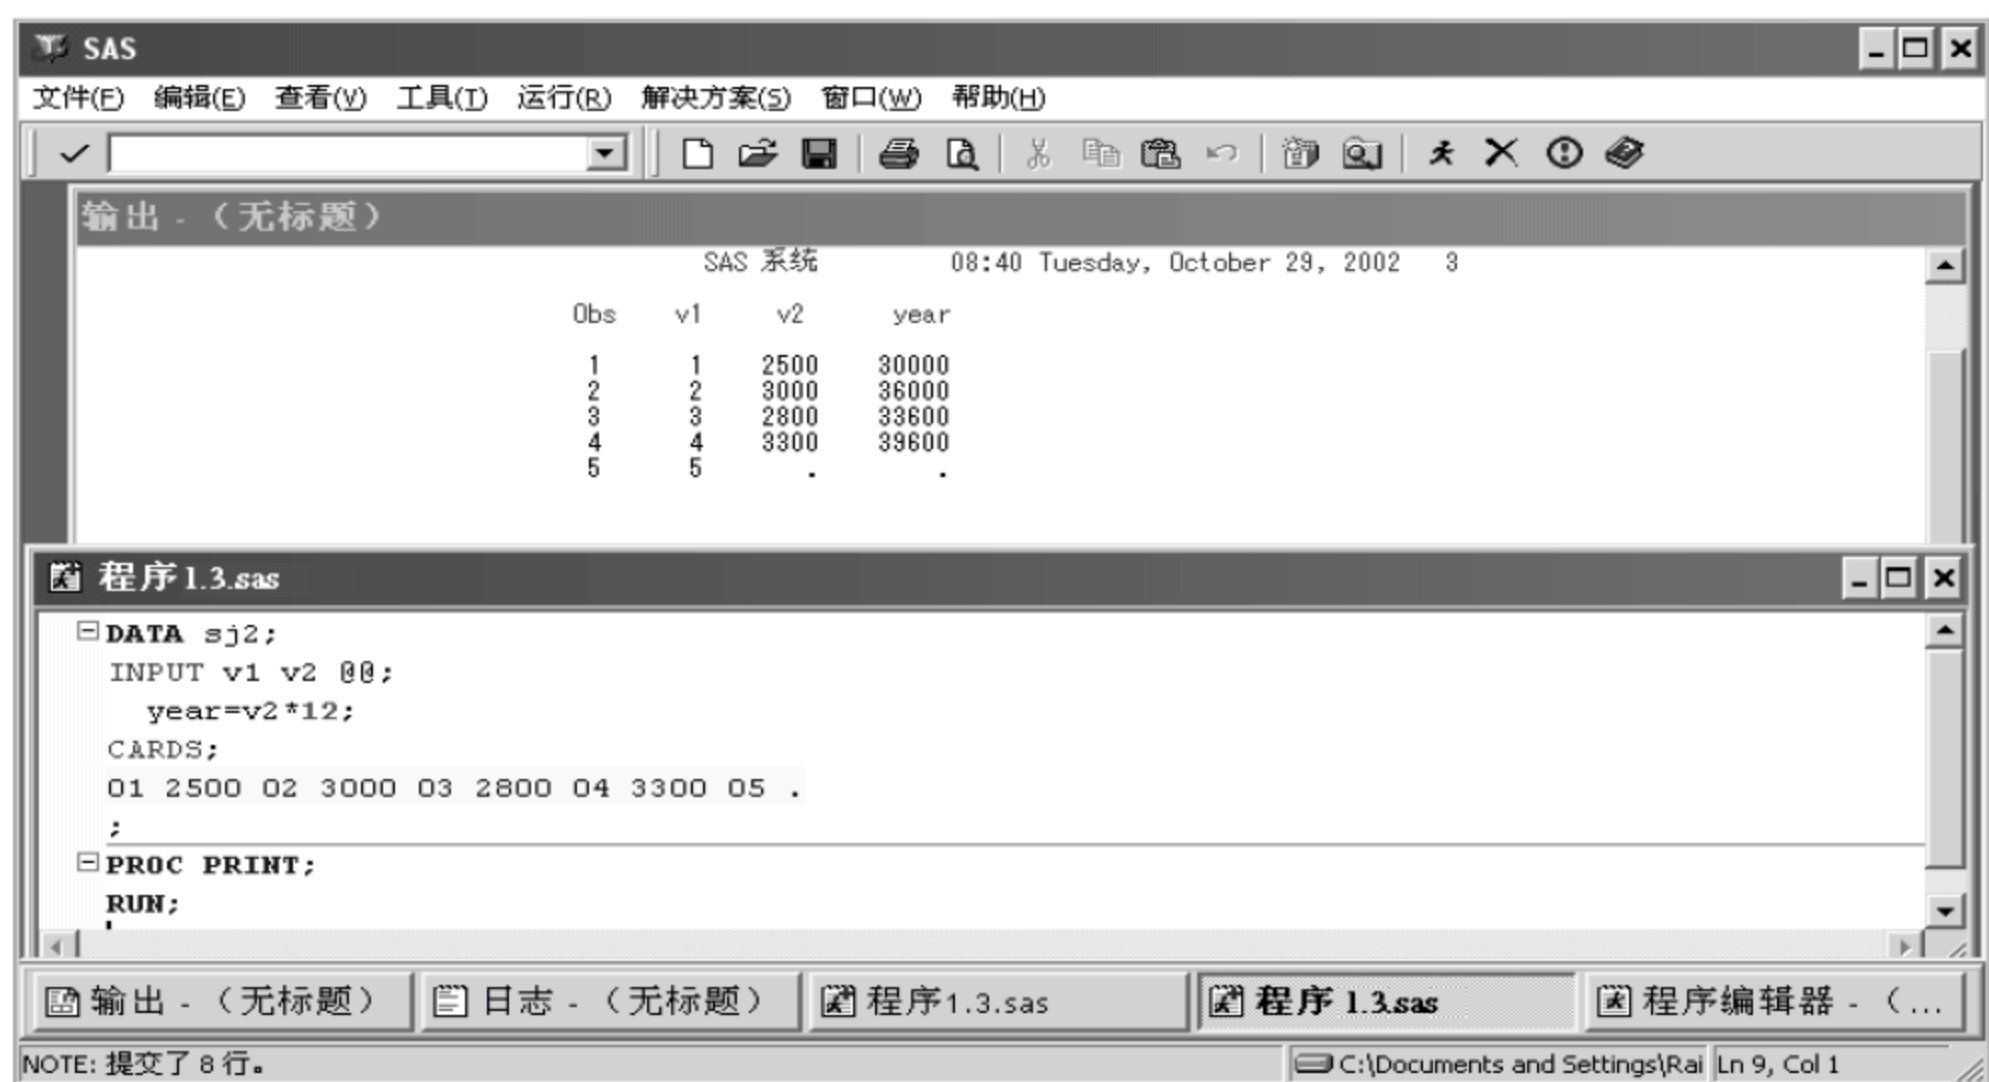 SAS
文件(F) 编辑(E) 查看(V) 工具(T) 运行(R) 解决方案(S) 窗口(W) 帮助(H)
输出 - （无标题）
SAS 系统 08:40 Tuesday, October 29, 2002 3
Obs v1 v2 year
1 1 2500 30000
2 2 3000 36000
3 3 2800 33600
4 4 3300 39600
5 5 . .
程序1.3.sas
DATA sj2;
INPUT v1 v2 @@;
year=v2*12;
CARDS;
01 2500 02 3000 03 2800 04 3300 05 .
;
PROC PRINT;
RUN;
输出 - （无标题） 日志 - （无标题） 程序1.3.sas 程序 1.3.sas 程序编辑器 - （...
NOTE: 提交了 8 行。 C:\Documents and Settings\Rai Ln 9, Col 1